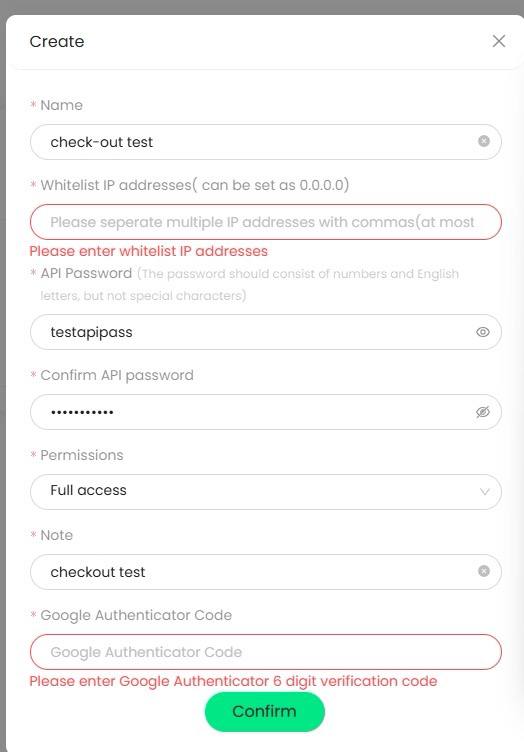 Create
* Name
check-out test
* Whitelist IP addresses( can be set as 0.0.0.0)
Please seperate multiple IP addresses with commas(at most
Please enter whitelist IP addresses
* API Password (The password should consist of numbers and English
letters, but not special characters)
testapipass
* Confirm API password
•••••••••••
* Permissions
Full access
* Note
checkout test
* Google Authenticator Code
Google Authenticator Code
Please enter Google Authenticator 6 digit verification code
Confirm